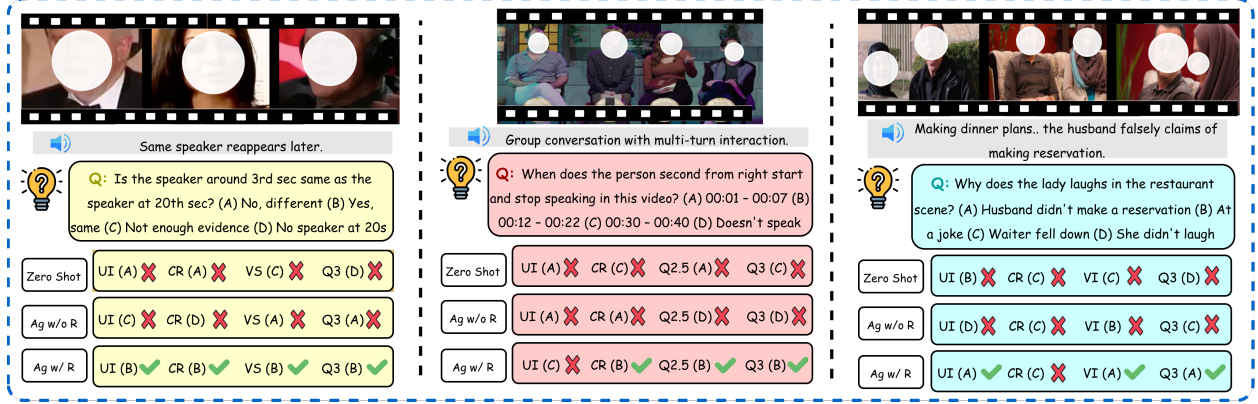 Same speaker reappears later.
Q: Is the speaker around 3rd sec same as the
speaker at 20th sec? (A) No, different (B) Yes,
same (C) Not enough evidence (D) No speaker at 20s
Zero Shot
UI (A) CR (A) VS (C) Q3 (D)
Ag w/o R
UI (C) CR (D) VS (A) Q3 (A)
Ag w/ R
UI (B) CR (B) VS (B) Q3 (B)
Group conversation with multi-turn interaction.
Q: When does the person second from right start
and stop speaking in this video? (A) 00:01 – 00:07 (B)
00:12 – 00:22 (C) 00:30 – 00:40 (D) Doesn't speak
Zero Shot
UI (A) CR (C) Q2.5 (A) Q3 (C)
Ag w/o R
UI (A) CR (A) Q2.5 (D) Q3 (D)
Ag w/ R
UI (C) CR (B) Q2.5 (B) Q3 (B)
Making dinner plans.. the husband falsely claims of
making reservation.
Q: Why does the lady laughs in the restaurant
scene? (A) Husband didn't make a reservation (B) At
a joke (C) Waiter fell down (D) She didn't laugh
Zero Shot
UI (B) CR (C) VI (C) Q3 (D)
Ag w/o R
UI (D) CR (C) VI (B) Q3 (C)
Ag w/ R
UI (A) CR (C) VI (A) Q3 (A)